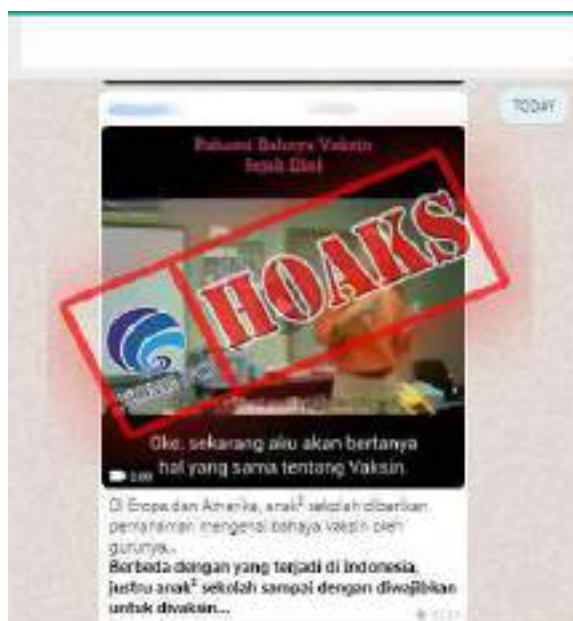 TODAY
Pahami Bahaya Vaksin
Sejak Dini
HOAKS
Oke, sekarang aku akan bertanya
hal yang sama tentang Vaksin.
Di Eropa dan Amerika, anak² sekolah diberikan
pemahaman mengenai bahaya Vaksin oleh
gurunya...
Berbeda dengan yang terjadi di Indonesia,
justru anak² sekolah sampai dengan diwajibkan
untuk divaksin...